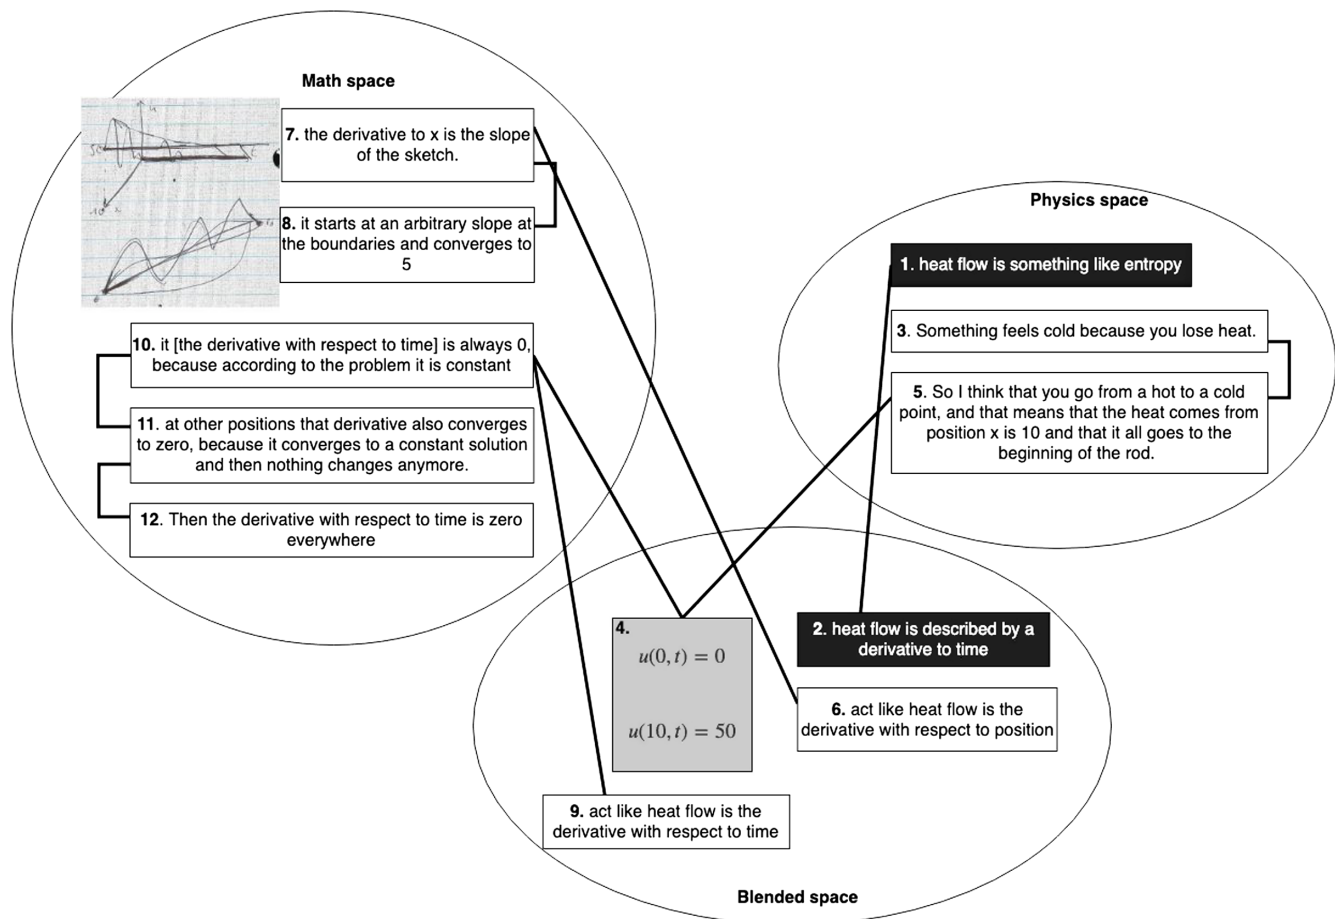 Math space
7. the derivative to x is the slope
of the sketch.
8. it starts at an arbitrary slope at
the boundaries and converges to
5
10. it [the derivative with respect to time] is always 0,
because according to the problem it is constant
11. at other positions that derivative also converges
to zero, because it converges to a constant solution
and then nothing changes anymore.
12. Then the derivative with respect to time is zero
everywhere
Physics space
1. heat flow is something like entropy
3. Something feels cold because you lose heat.
5. So I think that you go from a hot to a cold
point, and that means that the heat comes from
position x is 10 and that it all goes to the
beginning of the rod.
4.
u(0, t) = 0
u(10, t) = 50
2. heat flow is described by a
derivative to time
6. act like heat flow is the
derivative with respect to position
9. act like heat flow is the
derivative with respect to time
Blended space